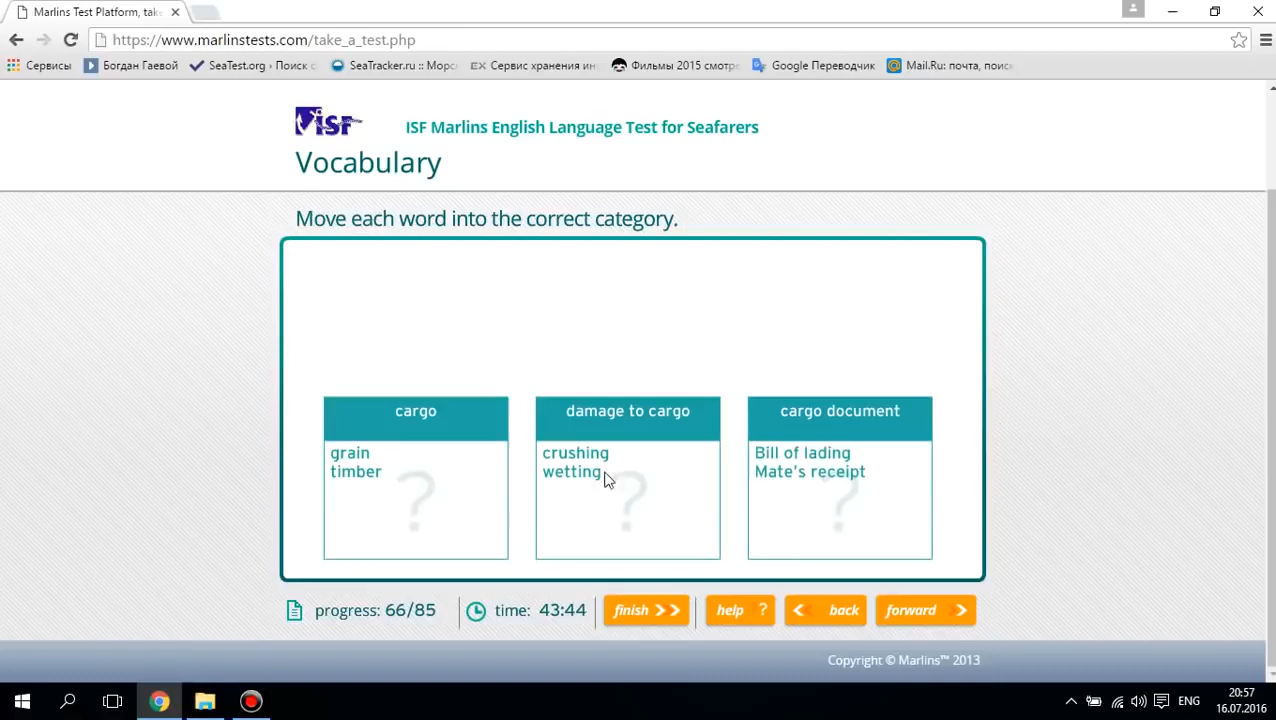 Marlins Test Platform, take
https://www.marlinstests.com/take_a_test.php
Сервисы
Богдан Гаевой
SeaTest.org › Поиск
SeaTracker.ru :: Морс
EX Сервис хранения
Фильмы 2015 смотре
Google Переводчик
Mail.Ru: почта, поиск
ISF
ISF Marlins English Language Test for Seafarers
Vocabulary
Move each word into the correct category.
cargo
grain
timber
?
damage to cargo
crushing
wetting
?
cargo document
Bill of lading
Mate's receipt
?
progress: 66/85
time: 43:44
finish
help ?
back
forward
Copyright © Marlins™ 2013
ENG
20:57
16.07.2016